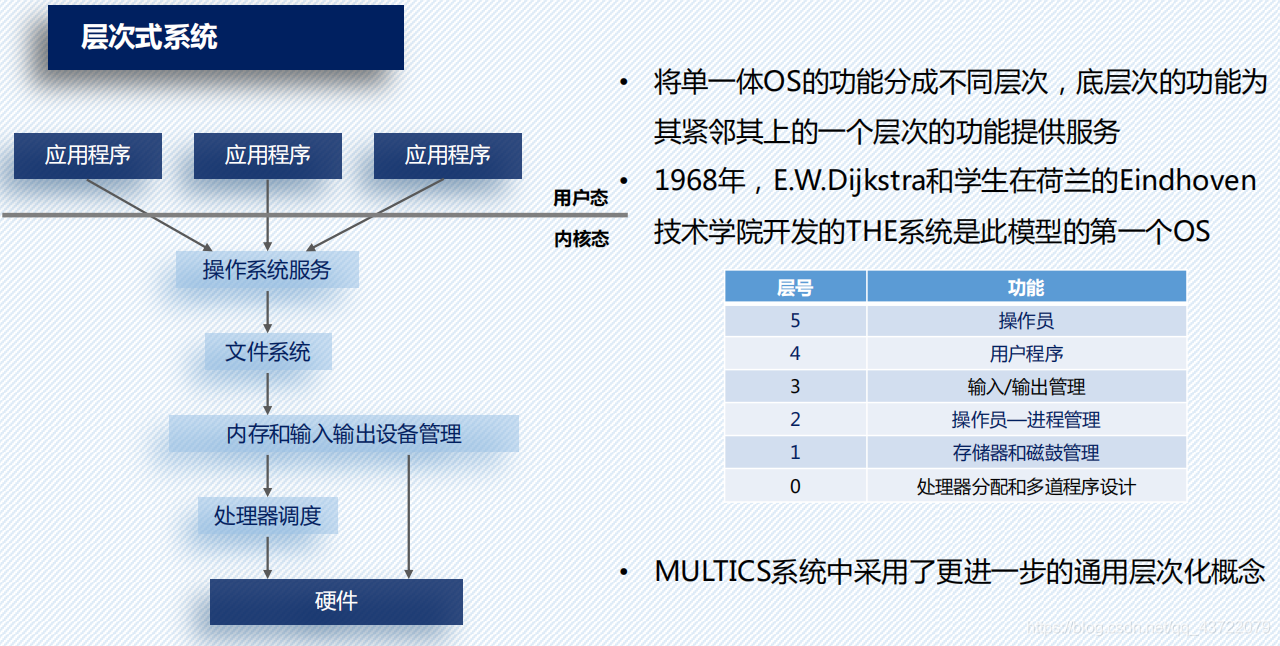 层次式系统
应用程序
应用程序
应用程序
用户态
内核态
操作系统服务
文件系统
内存和输入输出设备管理
处理器调度
硬件
• 将单一体OS的功能分成不同层次，底层次的功能为
其紧邻其上的一个层次的功能提供服务
• 1968年，E.W.Dijkstra和学生在荷兰的Eindhoven
技术学院开发的THE系统是此模型的第一个OS
层号 功能
5 操作员
4 用户程序
3 输入/输出管理
2 操作员—进程管理
1 存储器和磁鼓管理
0 处理器分配和多道程序设计
• MULTICS系统中采用了更进一步的通用层次化概念
https://blog.csdn.net/qq_43722079